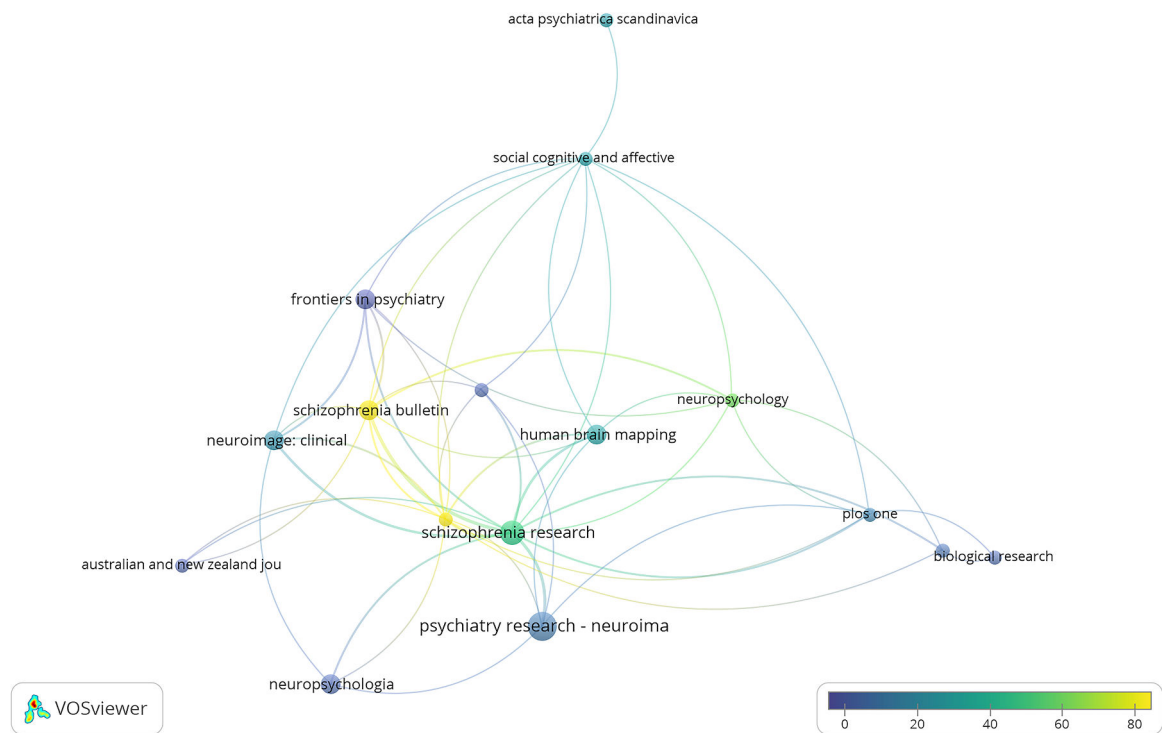 acta psychiatrica scandinavica
social cognitive and affective
frontiers in psychiatry
neuropsychology
schizophrenia bulletin
human brain mapping
neuroimage: clinical
plos one
schizophrenia research
biological research
australian and new zealand jou
psychiatry research - neuroima
neuropsychologia
VOSviewer
0 20 40 60 80